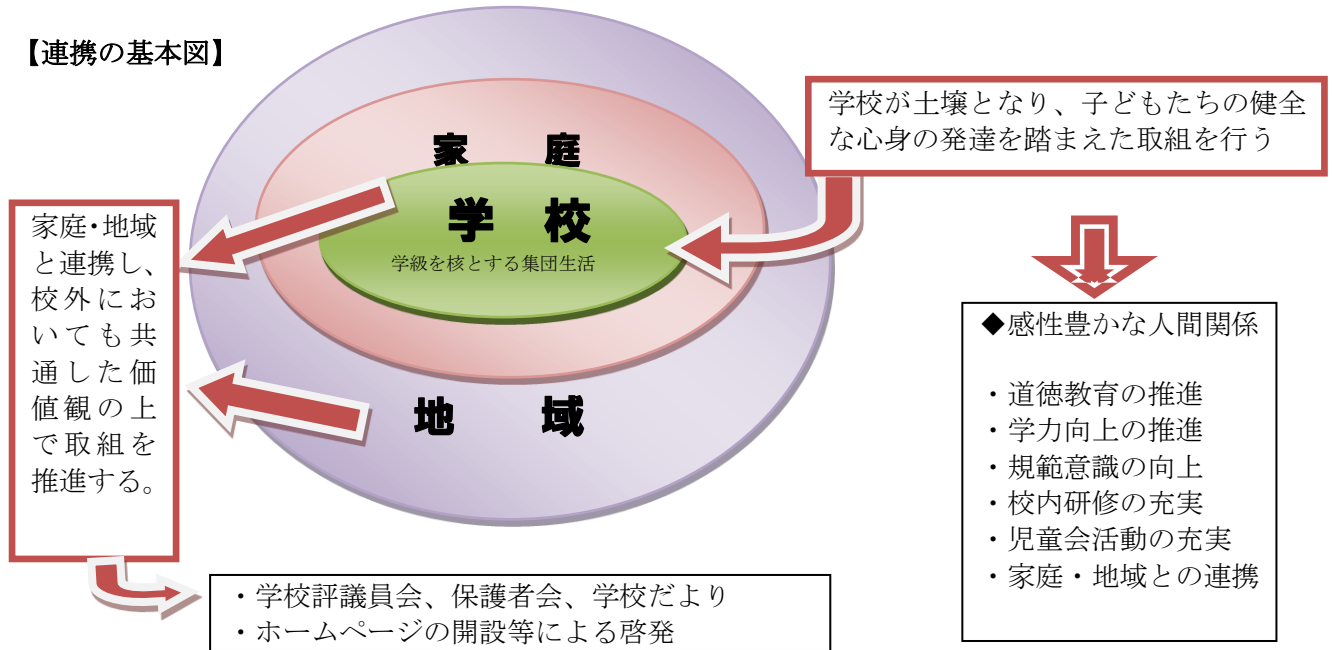 【連携の基本図】
学校が土壌となり、子どもたちの健全
な心身の発達を踏まえた取組を行う
家 庭
学 校
学級を核とする集団生活
地 域
家庭・地域
と連携し、
校外にお
いても共
通した価
値観の上
で取組を
推進する。
◆感性豊かな人間関係
・道徳教育の推進
・学力向上の推進
・規範意識の向上
・校内研修の充実
・児童会活動の充実
・家庭・地域との連携
・学校評議員会、保護者会、学校だより
・ホームページの開設等による啓発